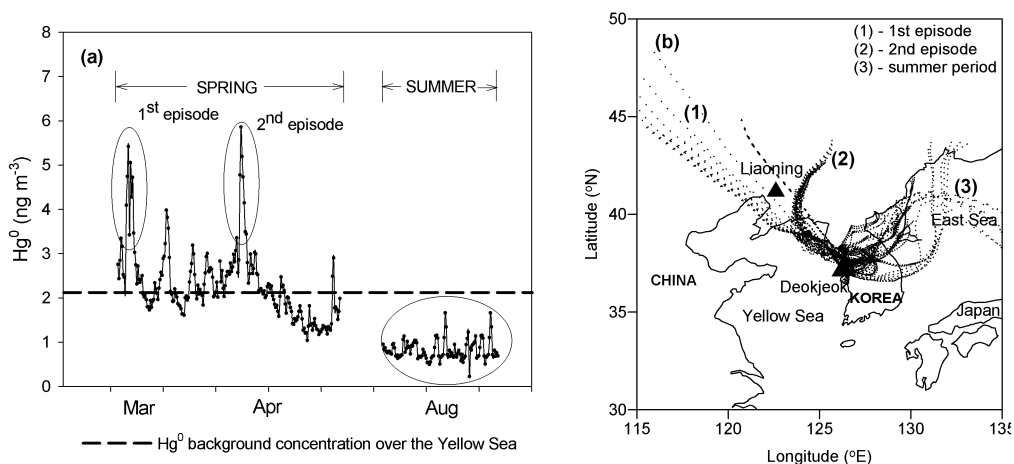 (a)
SPRING
SUMMER
1st episode
2nd episode
8
7
6
5
4
3
2
1
0
Hg0 (ng m-3)
Mar
Apr
Aug
Hg0 background concentration over the Yellow Sea
(b)
(1) - 1st episode
(2) - 2nd episode
(3) - summer period
50
45
40
35
30
Latitude (oN)
(1)
Liaoning
(2)
(3)
East Sea
CHINA
Deokjeok
KOREA
Yellow Sea
Japan
115
120
125
130
Longitude (oE)